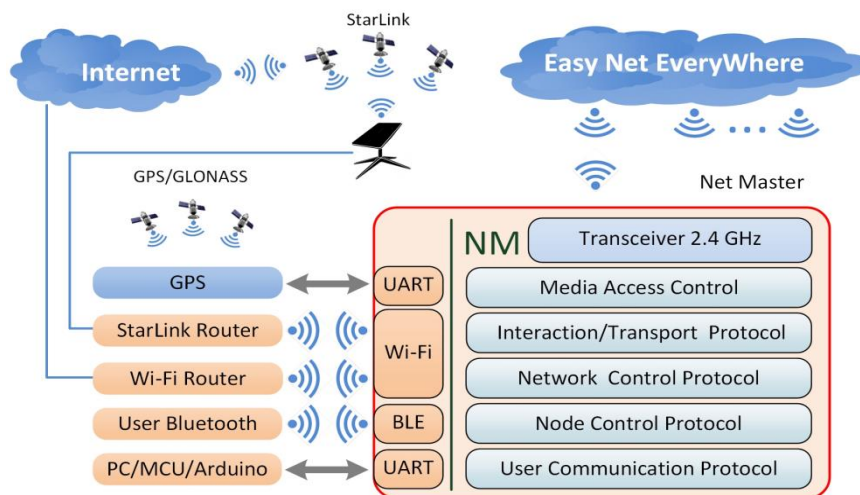 StarLink
Internet
Easy Net EveryWhere
GPS/GLONASS
Net Master
NM
Transceiver 2.4 GHz
GPS
UART
Media Access Control
StarLink Router
Wi-Fi
Interaction/Transport Protocol
Wi-Fi Router
Network Control Protocol
User Bluetooth
BLE
Node Control Protocol
PC/MCU/Arduino
UART
User Communication Protocol